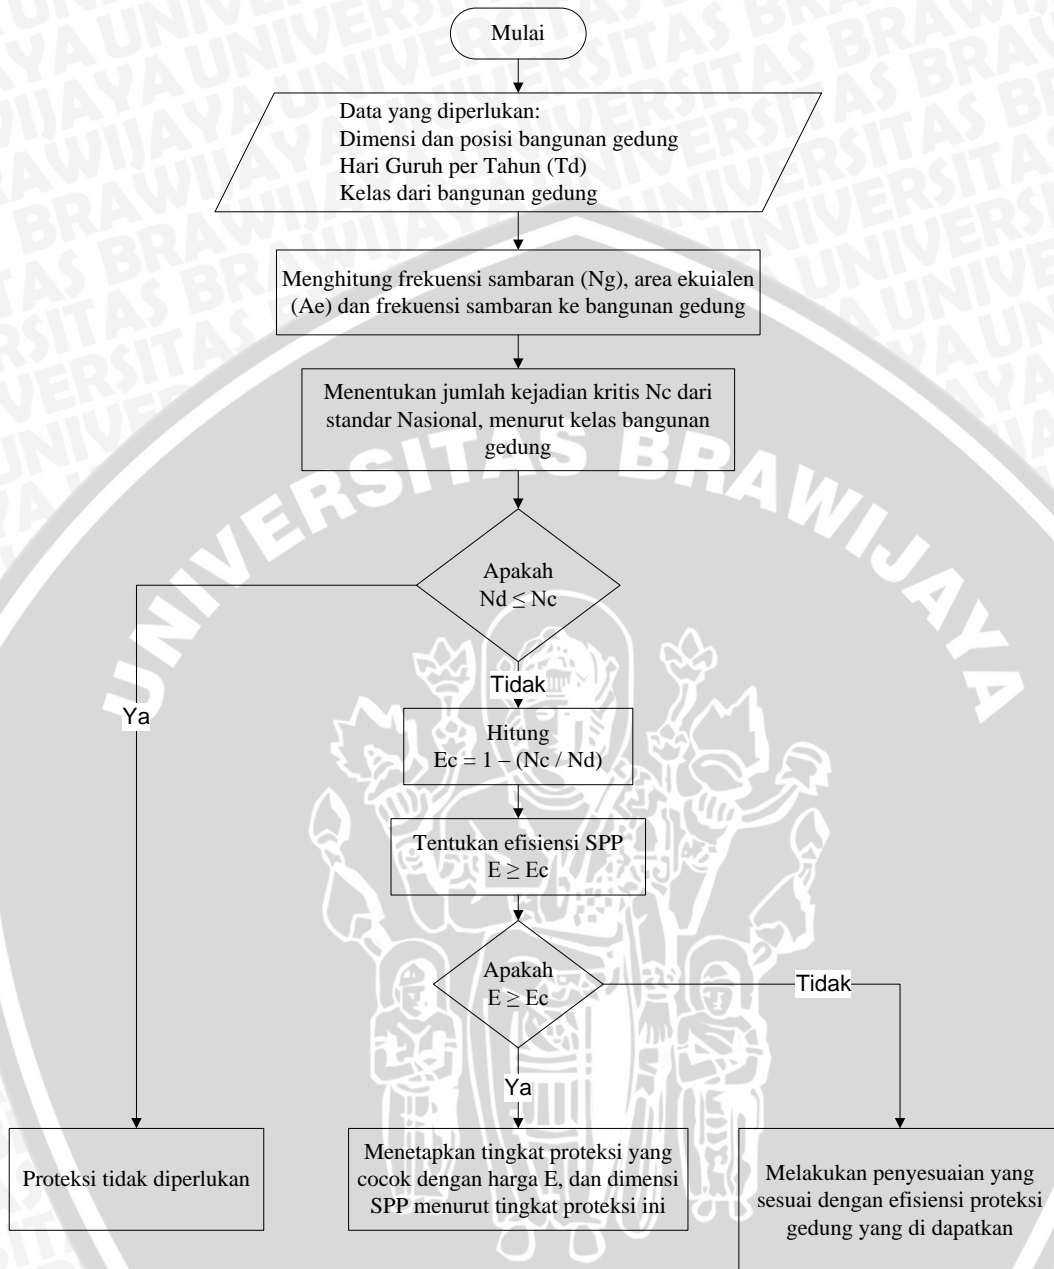 Mulai
Data yang diperlukan:
Dimensi dan posisi bangunan gedung
Hari Guruh per Tahun (Td)
Kelas dari bangunan gedung
Menghitung frekuensi sambaran (Ng), area ekuialen
(Ae) dan frekuensi sambaran ke bangunan gedung
Menentukan jumlah kejadian kritis Nc dari
standar Nasional, menurut kelas bangunan
gedung
UNIVERSITAS BRAWIJAYA
Apakah
Nd ≤ Nc
Tidak
Ya
Hitung
Ec = 1 – (Nc / Nd)
Tentukan efisiensi SPP
E ≥ Ec
Apakah
E ≥ Ec
Tidak
Ya
Proteksi tidak diperlukan
Menetapkan tingkat proteksi yang
cocok dengan harga E, dan dimensi
SPP menurut tingkat proteksi ini
Melakukan penyesuaian yang
sesuai dengan efisiensi proteksi
gedung yang di dapatkan